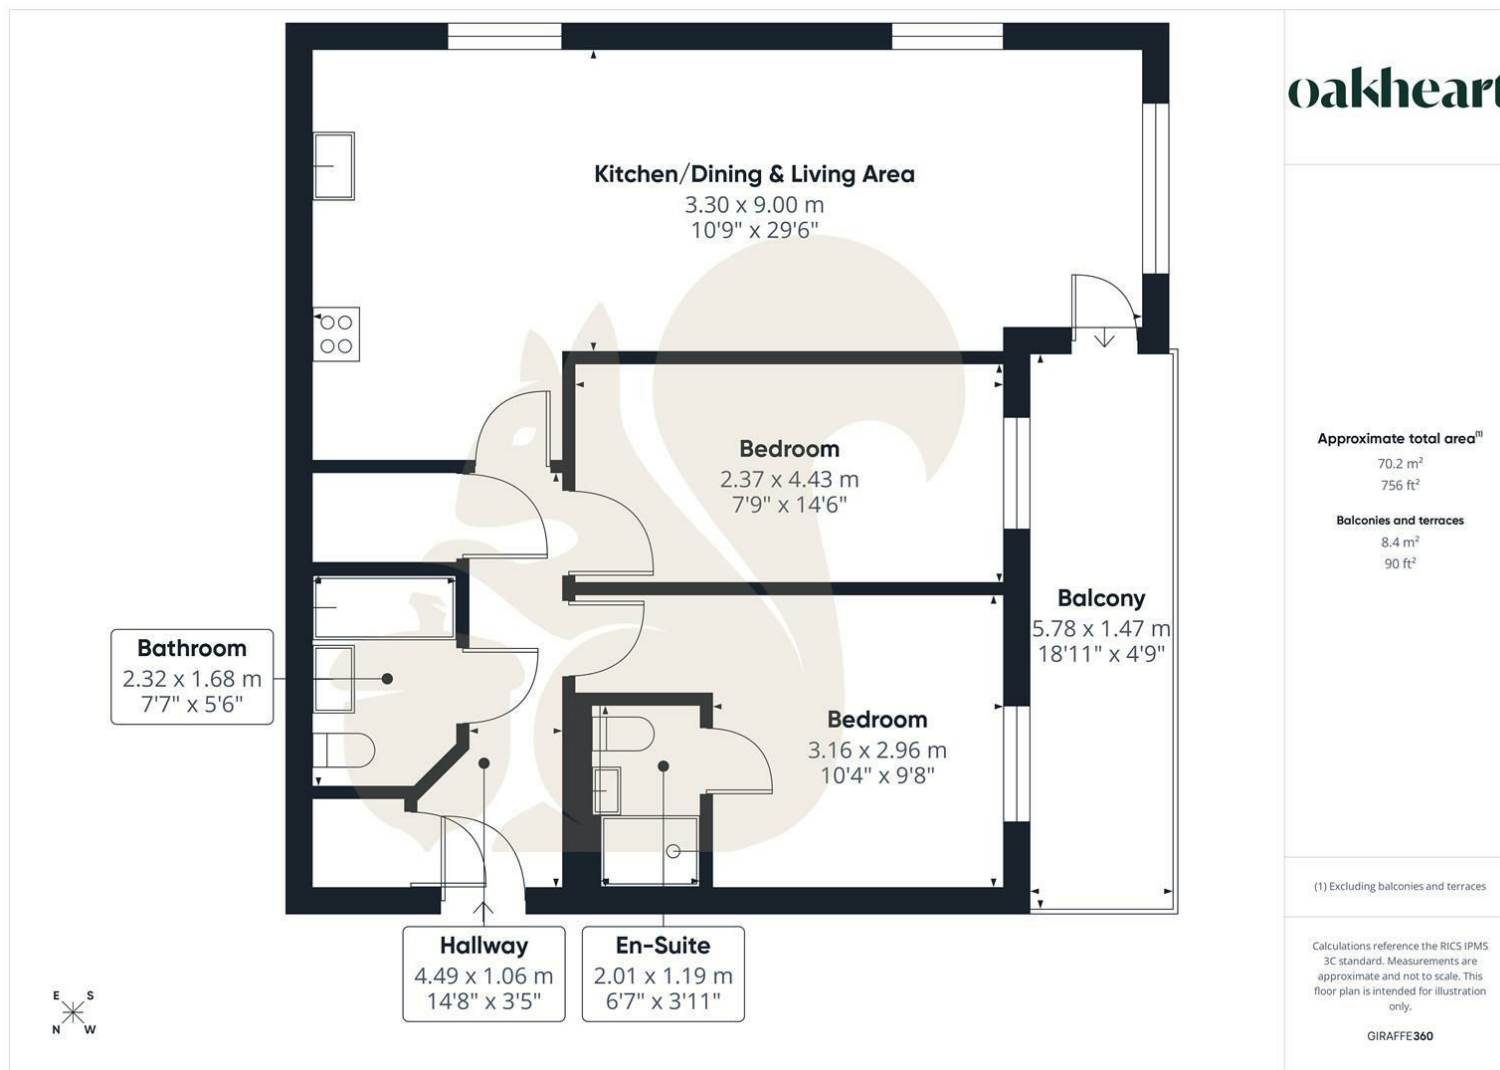 Kitchen/Dining & Living Area
3.30 x 9.00 m
10'9" x 29'6"
Bedroom
2.37 x 4.43 m
7'9" x 14'6"
Balcony
5.78 x 1.47 m
18'11" x 4'9"
Bathroom
2.32 x 1.68 m
7'7" x 5'6"
Bedroom
3.16 x 2.96 m
10'4" x 9'8"
Hallway
4.49 x 1.06 m
14'8" x 3'5"
En-Suite
2.01 x 1.19 m
6'7" x 3'11"
E S
N W
oakheart
Approximate total area(1)
70.2 m²
756 ft²
Balconies and terraces
8.4 m²
90 ft²
(1) Excluding balconies and terraces
Calculations reference the RICS IPMS
3C standard. Measurements are
approximate and not to scale. This
floor plan is intended for illustration
only.
GIRAFFE360